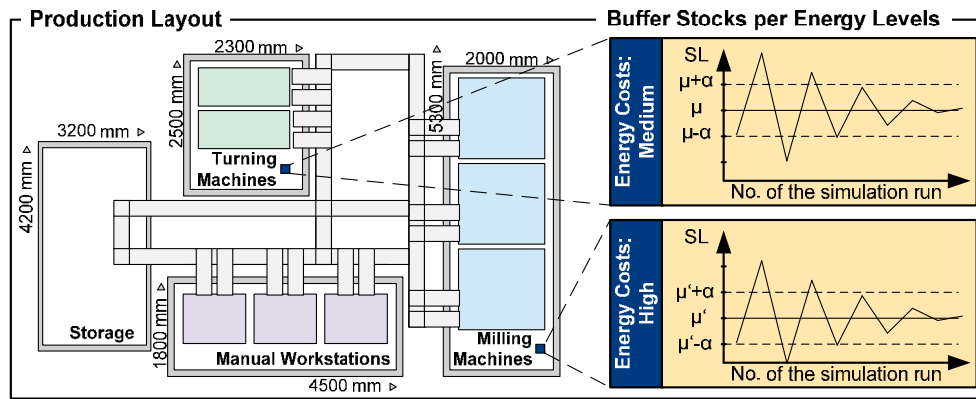 Production Layout
Buffer Stocks per Energy Levels
2300 mm
2500 mm
Turning
Machines
3200 mm
4200 mm
Storage
1800 mm
Manual Workstations
4500 mm
2000 mm
5300 mm
Milling
Machines
Energy Costs:
Medium
SL
μ+α
μ
μ-α
No. of the simulation run
Energy Costs:
High
SL
μ‘+α
μ‘
μ‘-α
No. of the simulation run